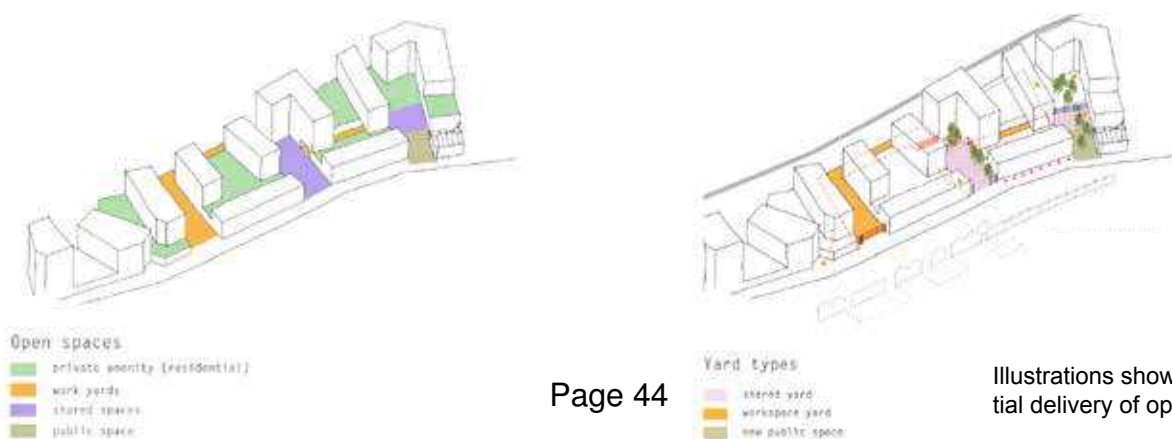 Open spaces
private amenity (residential)
work yards
shared spaces
public space
Page 44
Yard types
shared yard
workspace yard
new public space
Illustrations show
tial delivery of op